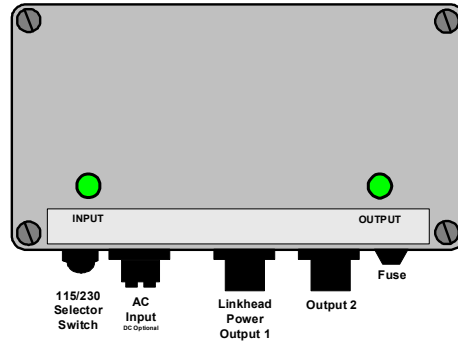 INPUT
OUTPUT
115/230
Selector
Switch
AC
Input
DC Optional
Linkhead
Power
Output 1
Output 2
Fuse